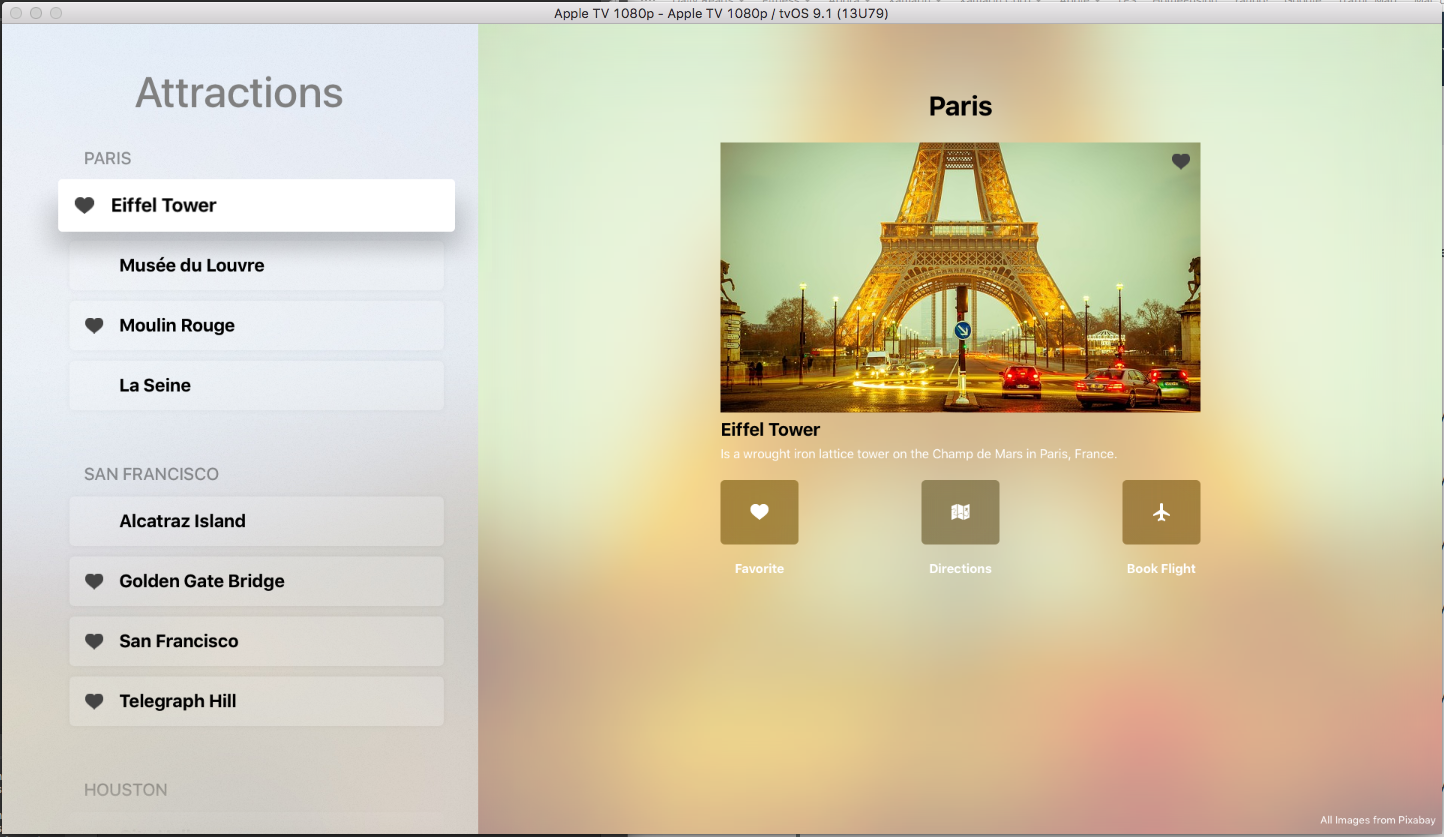 Apple TV 1080p - Apple TV 1080p / tvOS 9.1 (13U79)
Attractions
PARIS
Eiffel Tower
Musée du Louvre
Moulin Rouge
La Seine
SAN FRANCISCO
Alcatraz Island
Golden Gate Bridge
San Francisco
Telegraph Hill
HOUSTON
Paris
Eiffel Tower
Is a wrought iron lattice tower on the Champ de Mars in Paris, France.
Favorite
Directions
Book Flight
All Images from Pixabay